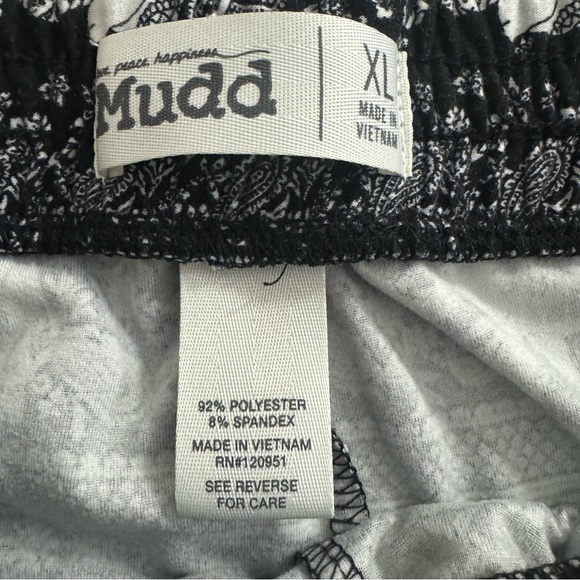 peace. happiness.
Mudd
XL
MADE IN
VIETNAM
92% POLYESTER
8% SPANDEX
MADE IN VIETNAM
RN#120951
SEE REVERSE
FOR CARE